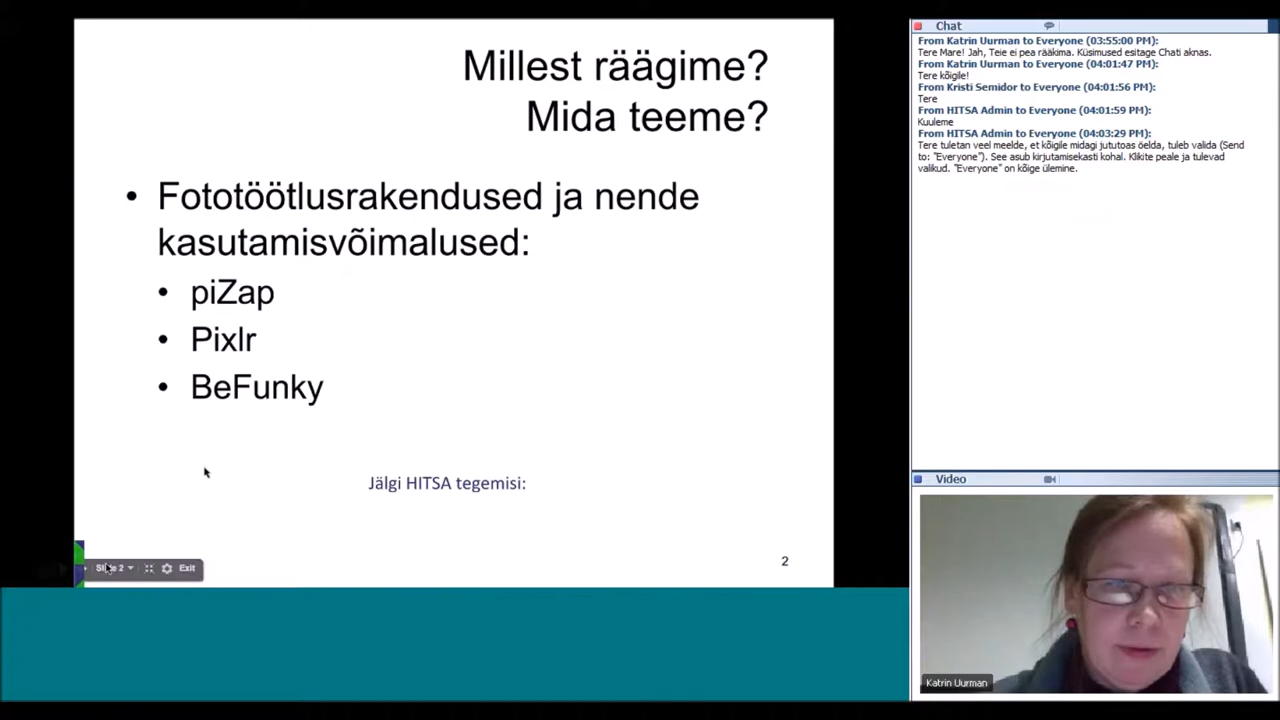 Millest räägime?
Mida teeme?
• Fototöötlusrakendused ja nende
kasutamisvõimalused:
• piZap
• Pixlr
• BeFunky
Jälgi HITSA tegemisi:
2
Slide 2
Exit
Chat
From Katrin Uurman to Everyone (03:55:00 PM):
Tere Mare! Jah, Teie ei pea rääkima. Küsimused esitage Chati aknas.
From Katrin Uurman to Everyone (04:01:47 PM):
Tere kõigile!
From Kristi Semidor to Everyone (04:01:56 PM):
Tere
From HITSA Admin to Everyone (04:01:59 PM):
Kuuleme
From HITSA Admin to Everyone (04:03:29 PM):
Tere tuletan veel meelde, et kõigile midagi jututoas öelda, tuleb valida (Send
to: "Everyone"). See asub kirjutamisekasti kohal. Klikite peale ja tulevad
valikud. "Everyone" on kõige ülemine.
Video
Katrin Uurman